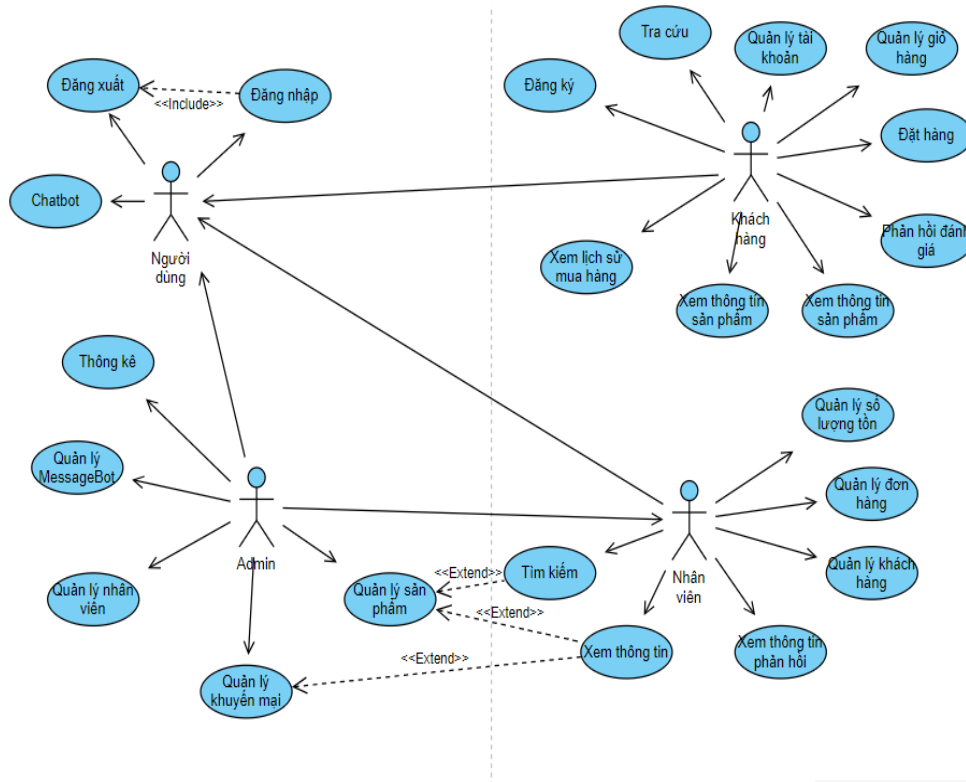 Tra cứu
Quản lý tài
khoản
Quản lý giỏ
hàng
Đăng xuất
<<Include>>
Đăng nhập
Đăng ký
Đặt hàng
Chatbot
Người
dùng
Khách
hàng
Phản hồi đánh
giá
Xem lịch sử
mua hàng
Xem thông tin
sản phẩm
Xem thông tin
sản phẩm
Thông kê
Quản lý số
lượng tồn
Quản lý
MessageBot
Quản lý đơn
hàng
Admin
Nhân
viên
Quản lý khách
hàng
Quản lý nhân
viên
Quản lý sản
phẩm
<<Extend>>
Tìm kiếm
<<Extend>>
Xem thông tin
Xem thông tin
phản hồi
<<Extend>>
Quản lý
khuyến mại